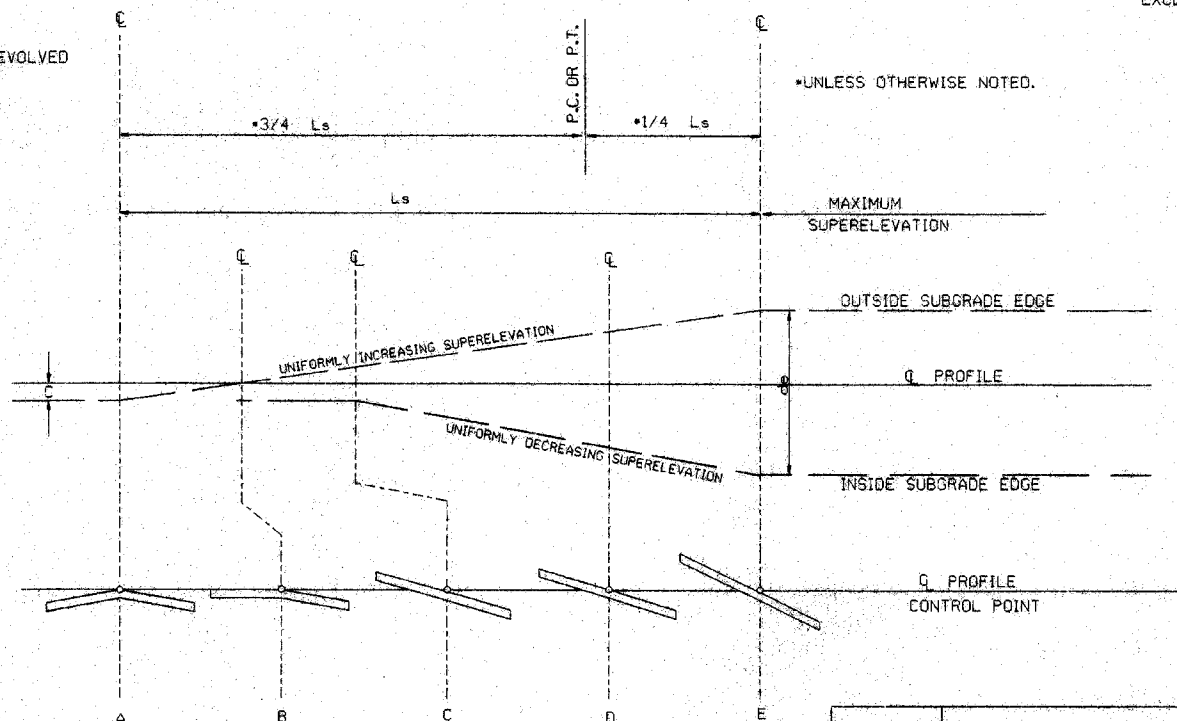 EVOLVED
℄
P.C. OR P.T.
℄
*UNLESS OTHERWISE NOTED.
*3/4 Ls
*1/4 Ls
Ls
MAXIMUM
SUPERELEVATION
℄
℄
℄
OUTSIDE SUBGRADE EDGE
UNIFORMLY INCREASING SUPERELEVATION
C
℄ PROFILE
UNIFORMLY DECREASING SUPERELEVATION
INSIDE SUBGRADE EDGE
℄ PROFILE
CONTROL POINT
A
B
C
D
E